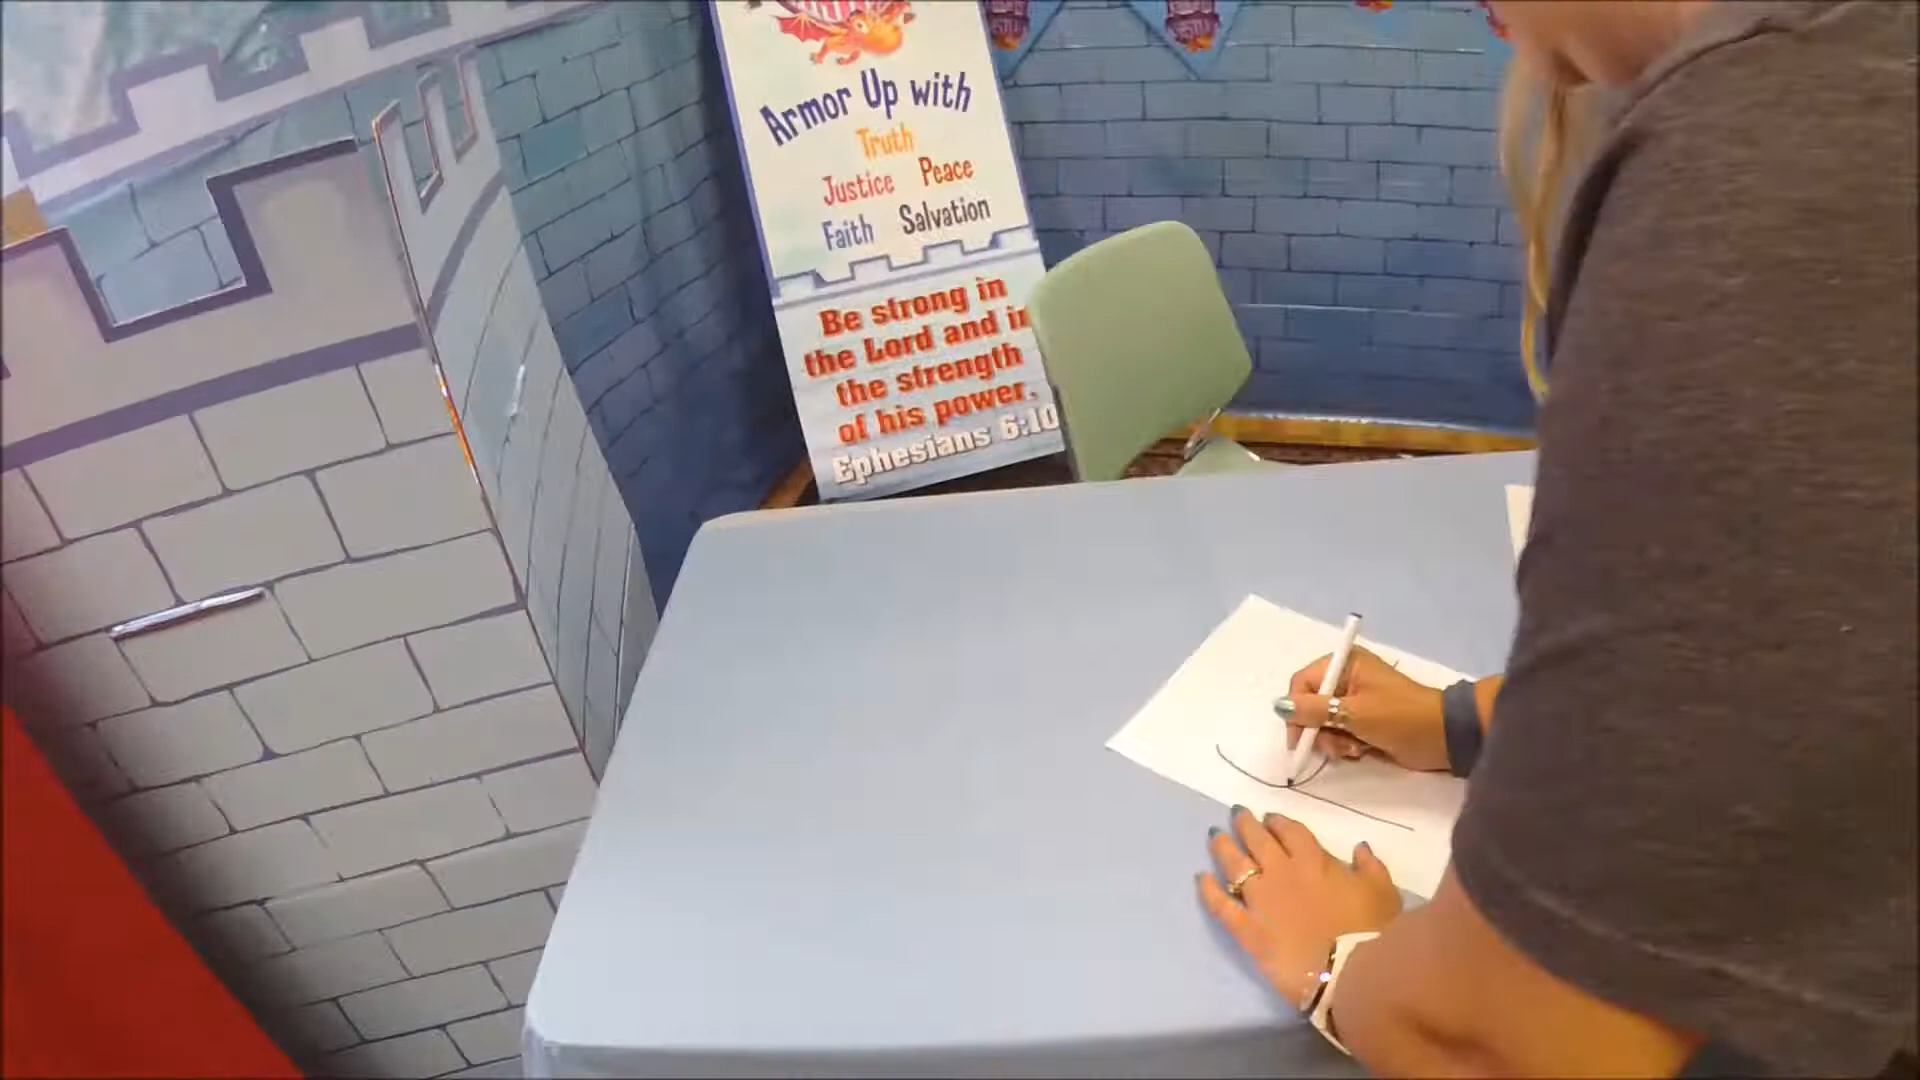 Armor Up with
Truth
Justice Peace
Faith Salvation
Be strong in
the Lord and in
the strength
of his power.
Ephesians 6:10